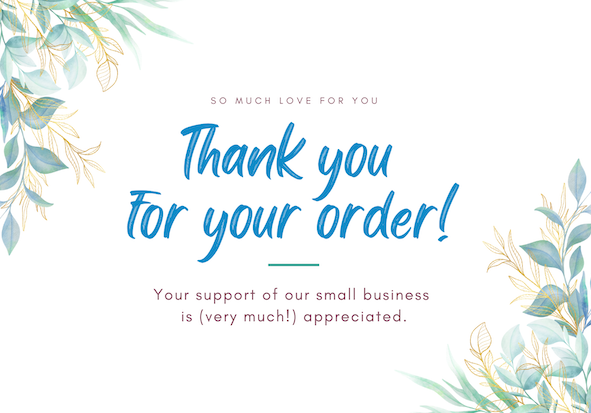 SO MUCH LOVE FOR YOU
Thank you
for your order!
Your support of our small business
is (very much!) appreciated.